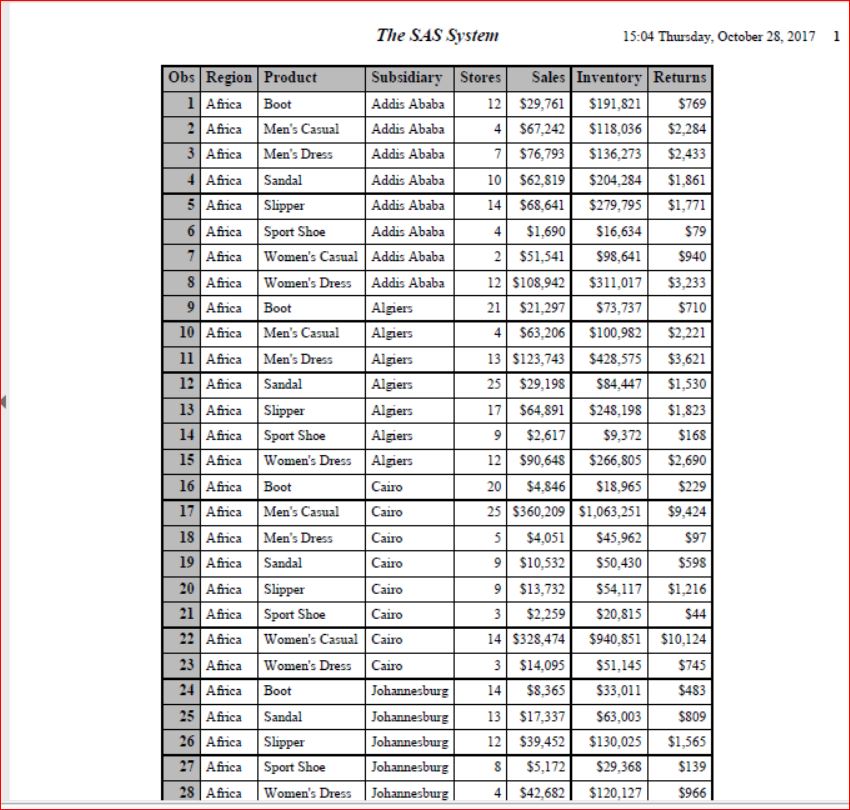 The SAS System 15:04 Thursday, October 28, 2017 1
Obs Region Product Subsidiary Stores Sales Inventory Returns
1 Africa Boot Addis Ababa 12 $29,761 $191,821 $769
2 Africa Men's Casual Addis Ababa 4 $67,242 $118,036 $2,284
3 Africa Men's Dress Addis Ababa 7 $76,793 $136,273 $2,433
4 Africa Sandal Addis Ababa 10 $62,819 $204,284 $1,861
5 Africa Slipper Addis Ababa 14 $68,641 $279,795 $1,771
6 Africa Sport Shoe Addis Ababa 4 $1,690 $16,634 $79
7 Africa Women's Casual Addis Ababa 2 $51,541 $98,641 $940
8 Africa Women's Dress Addis Ababa 12 $108,942 $311,017 $3,233
9 Africa Boot Algiers 21 $21,297 $73,737 $710
10 Africa Men's Casual Algiers 4 $63,206 $100,982 $2,221
11 Africa Men's Dress Algiers 13 $123,743 $428,575 $3,621
12 Africa Sandal Algiers 25 $29,198 $84,447 $1,530
13 Africa Slipper Algiers 17 $64,891 $248,198 $1,823
14 Africa Sport Shoe Algiers 9 $2,617 $9,372 $168
15 Africa Women's Dress Algiers 12 $90,648 $266,805 $2,690
16 Africa Boot Cairo 20 $4,846 $18,965 $229
17 Africa Men's Casual Cairo 25 $360,209 $1,063,251 $9,424
18 Africa Men's Dress Cairo 5 $4,051 $45,962 $97
19 Africa Sandal Cairo 9 $10,532 $50,430 $598
20 Africa Slipper Cairo 9 $13,732 $54,117 $1,216
21 Africa Sport Shoe Cairo 3 $2,259 $20,815 $44
22 Africa Women's Casual Cairo 14 $328,474 $940,851 $10,124
23 Africa Women's Dress Cairo 3 $14,095 $51,145 $745
24 Africa Boot Johannesburg 14 $8,365 $33,011 $483
25 Africa Sandal Johannesburg 13 $17,337 $63,003 $809
26 Africa Slipper Johannesburg 12 $39,452 $130,025 $1,565
27 Africa Sport Shoe Johannesburg 8 $5,172 $29,368 $139
28 Africa Women's Dress Johannesburg 4 $42,682 $120,127 $966